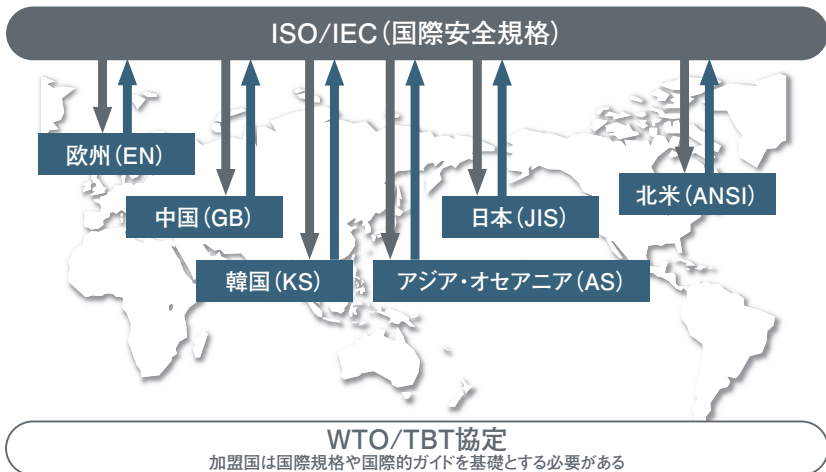 ISO/IEC（国際安全規格）
欧州（EN）
中国（GB）
日本（JIS）
北米（ANSI）
韓国（KS）
アジア・オセアニア（AS）
WTO/TBT協定
加盟国は国際規格や国際的ガイドを基礎とする必要がある